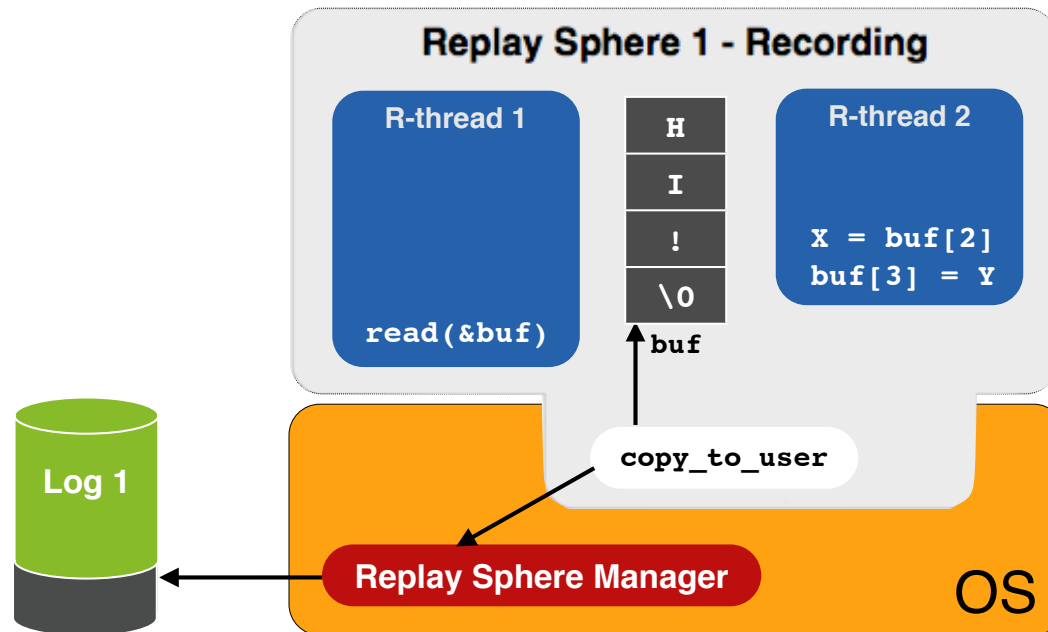 Replay Sphere 1 - Recording
R-thread 1
read(&buf)
H
I
!
\0
buf
R-thread 2
X = buf[2]
buf[3] = Y
copy_to_user
Log 1
Replay Sphere Manager
OS